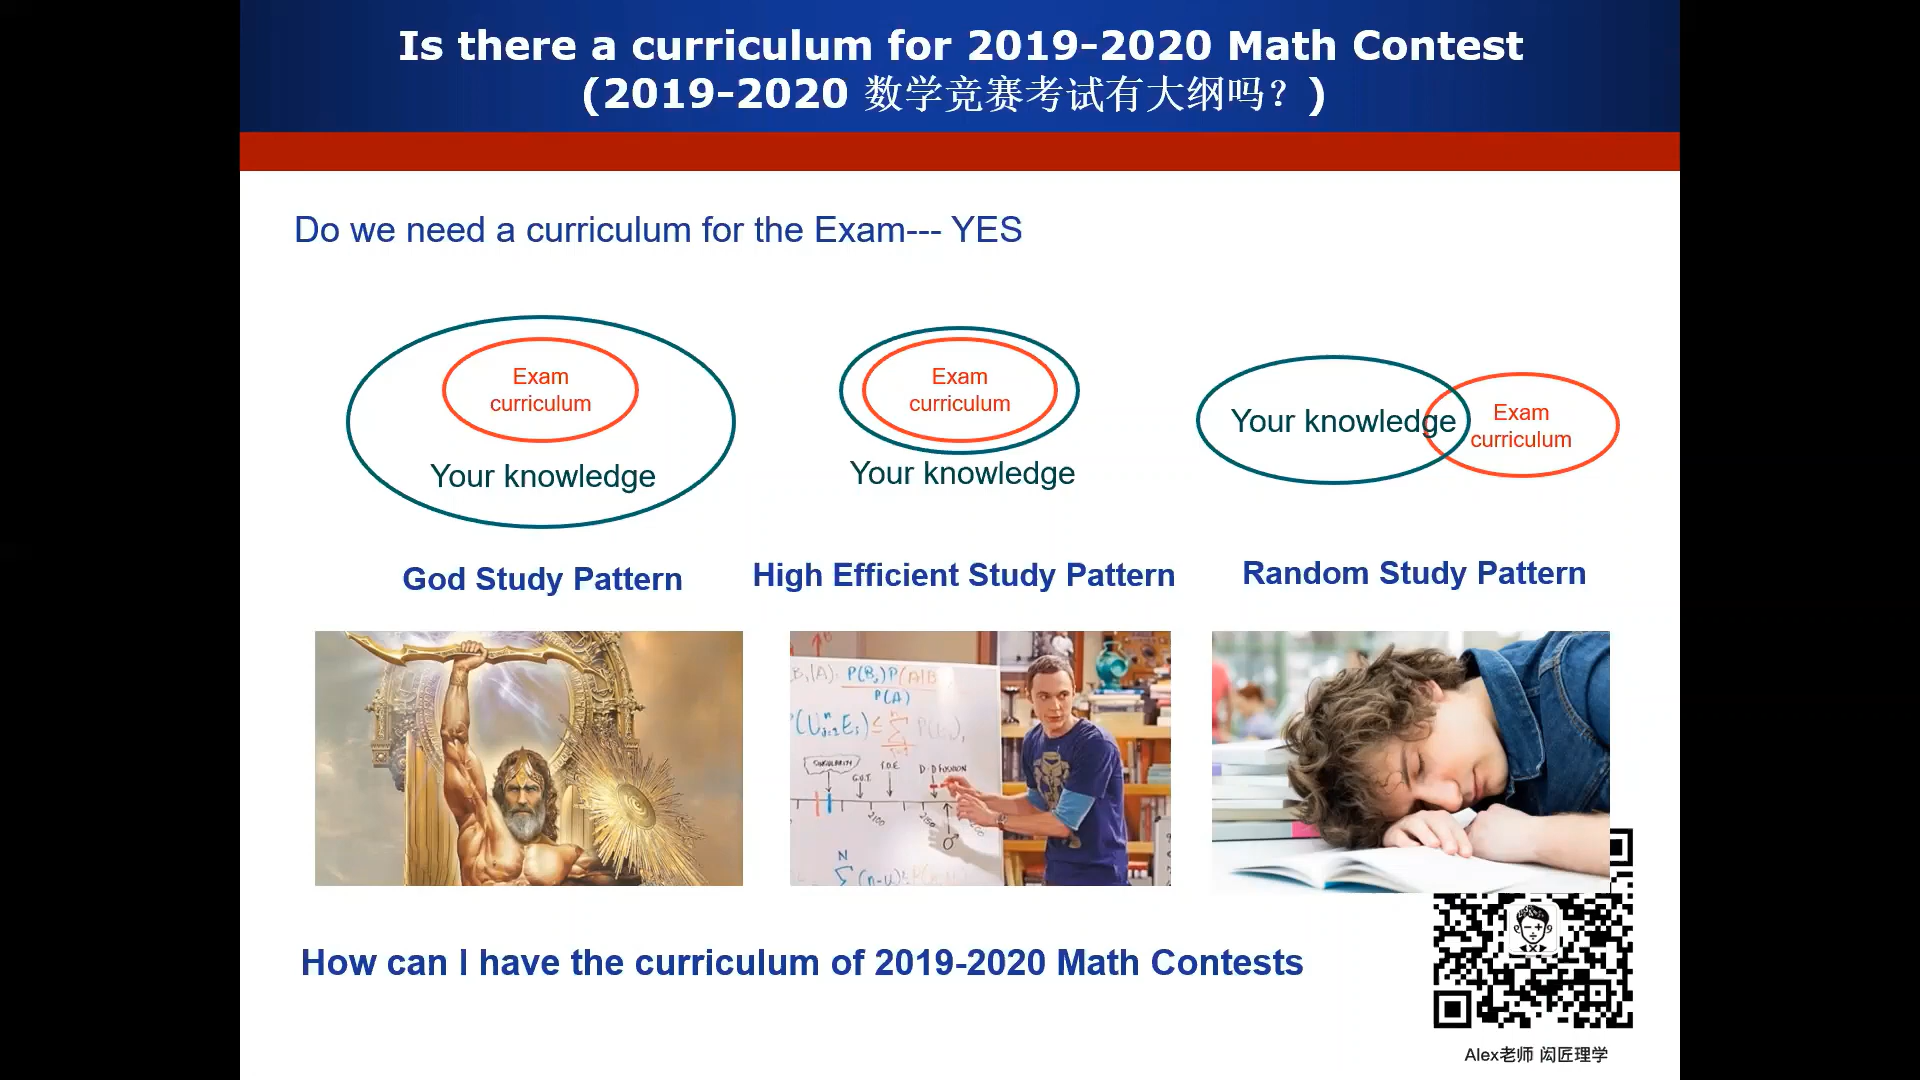 Is there a curriculum for 2019-2020 Math Contest
(2019-2020 数学竞赛考试有大纲吗? )
Do we need a curriculum for the Exam--- YES
Exam
curriculum
Your knowledge
Exam
curriculum
Your knowledge
Your knowledge
Exam
curriculum
God Study Pattern
High Efficient Study Pattern
Random Study Pattern
P(A)
SINGULARITY
G.U.T.
T.O.E.
2100
N
How can I have the curriculum of 2019-2020 Math Contests
Alex老师 闳匠理学